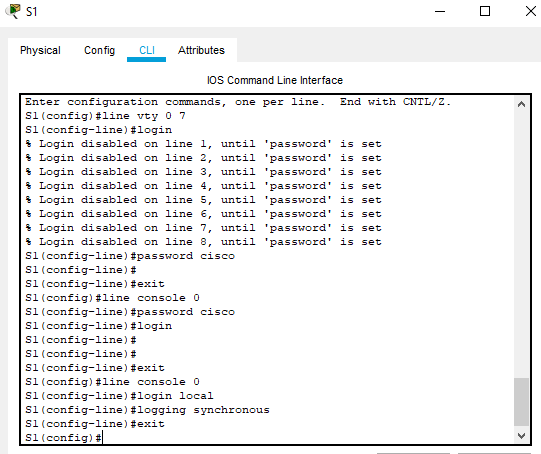 S1
Physical Config CLI Attributes
IOS Command Line Interface
Enter configuration commands, one per line.  End with CNTL/Z.
S1(config)#line vty 0 7
S1(config-line)#login
% Login disabled on line 1, until 'password' is set
% Login disabled on line 2, until 'password' is set
% Login disabled on line 3, until 'password' is set
% Login disabled on line 4, until 'password' is set
% Login disabled on line 5, until 'password' is set
% Login disabled on line 6, until 'password' is set
% Login disabled on line 7, until 'password' is set
% Login disabled on line 8, until 'password' is set
S1(config-line)#password cisco
S1(config-line)#
S1(config-line)#exit
S1(config)#line console 0
S1(config-line)#password cisco
S1(config-line)#login
S1(config-line)#
S1(config-line)#
S1(config-line)#exit
S1(config)#line console 0
S1(config-line)#login local
S1(config-line)#logging synchronous
S1(config-line)#exit
S1(config)#